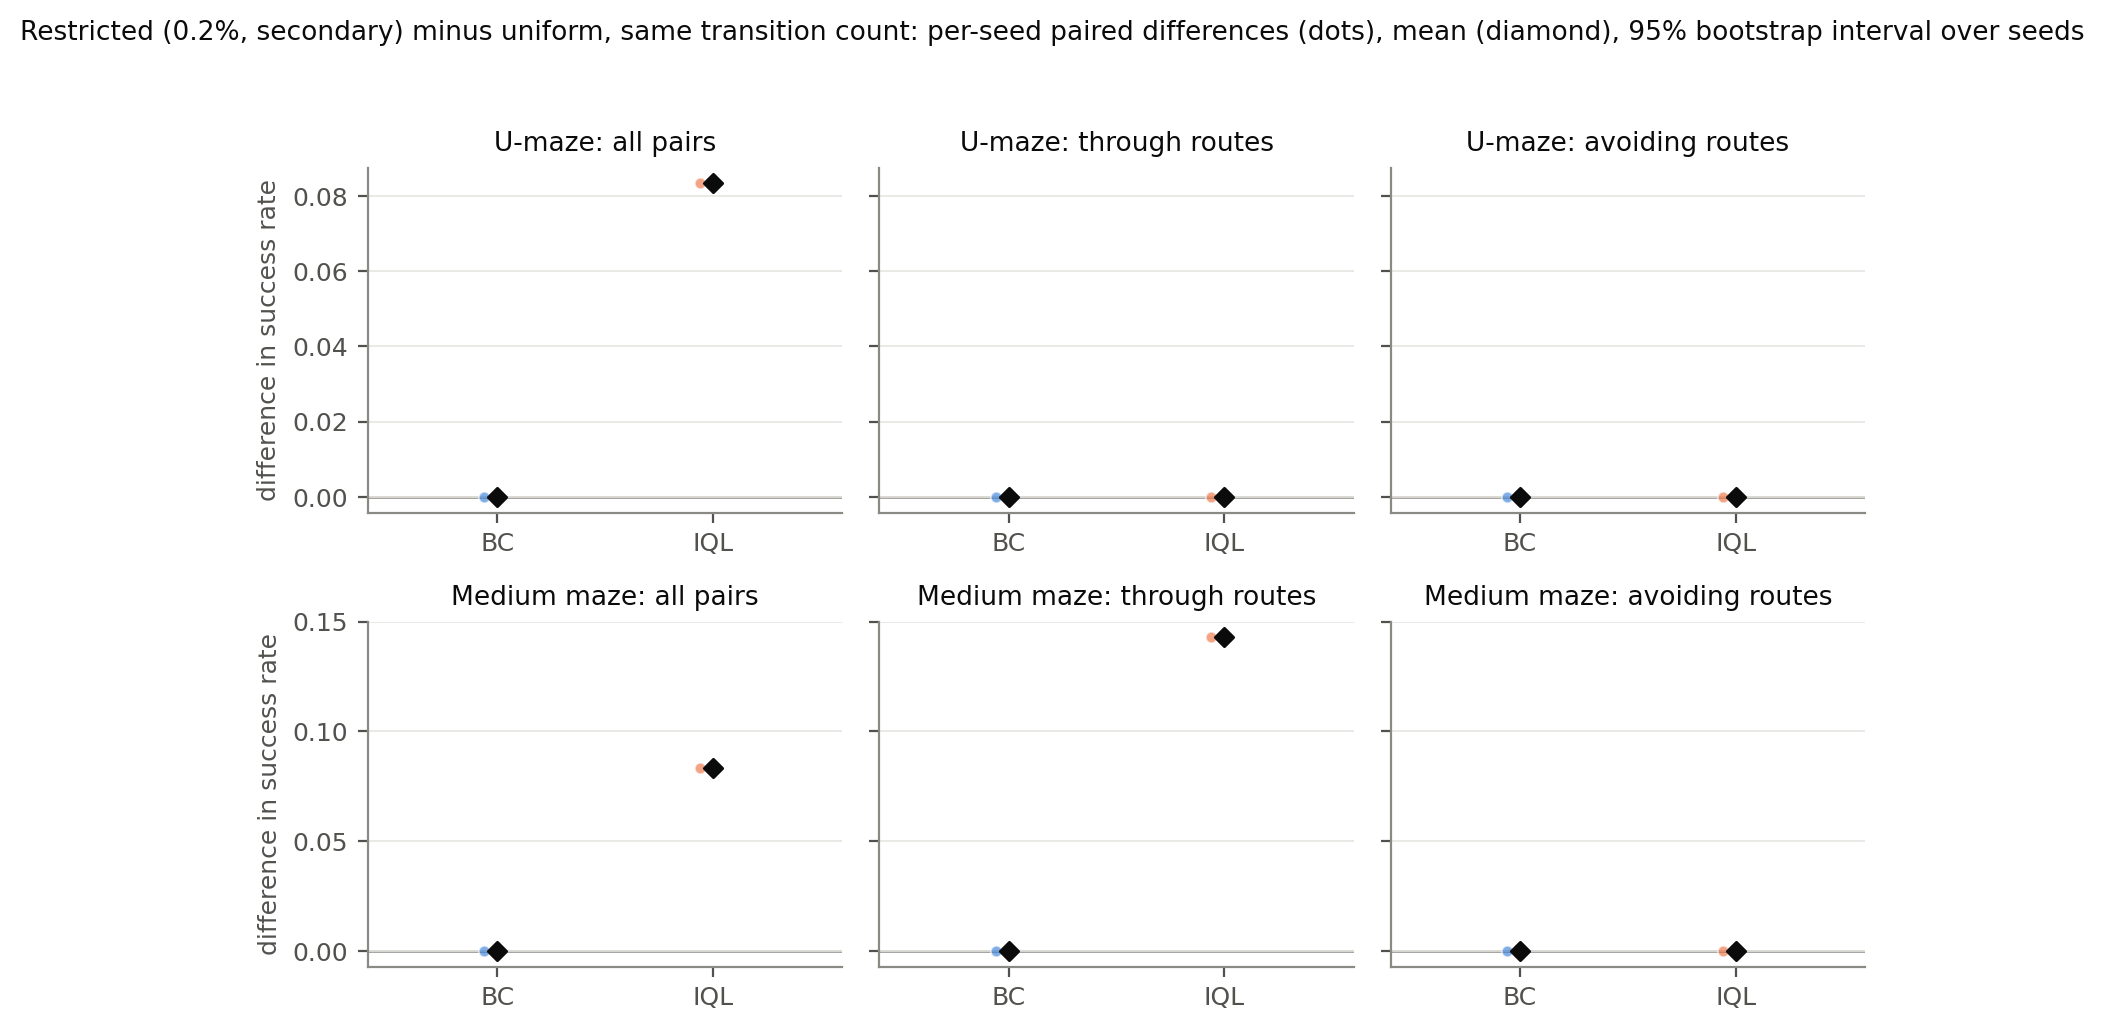 Restricted (0.2%, secondary) minus uniform, same transition count: per-seed paired differences (dots), mean (diamond), 95% bootstrap interval over seeds
U-maze: all pairs
U-maze: through routes
U-maze: avoiding routes
difference in success rate
0.08
0.06
0.04
0.02
0.00
BC
IQL
BC
IQL
BC
IQL
Medium maze: all pairs
Medium maze: through routes
Medium maze: avoiding routes
difference in success rate
0.15
0.10
0.05
0.00
BC
IQL
BC
IQL
BC
IQL